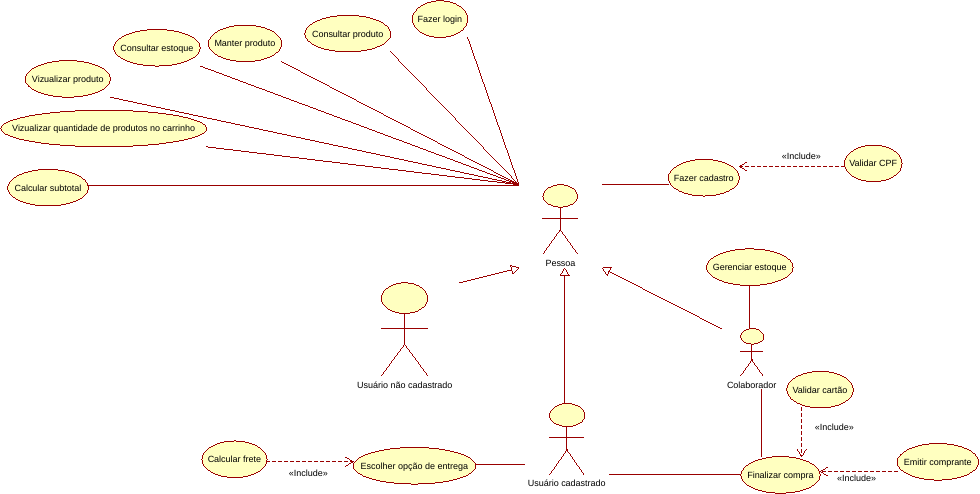 Fazer login
Consultar produto
Manter produto
Consultar estoque
Vizualizar produto
Vizualizar quantidade de produtos no carrinho
«Include»
Validar CPF
Fazer cadastro
Calcular subtotal
Pessoa
Gerenciar estoque
Usuário não cadastrado
Colaborador
Validar cartão
«Include»
Calcular frete
«Include»
Escolher opção de entrega
Usuário cadastrado
Finalizar compra
«Include»
Emitir comprante